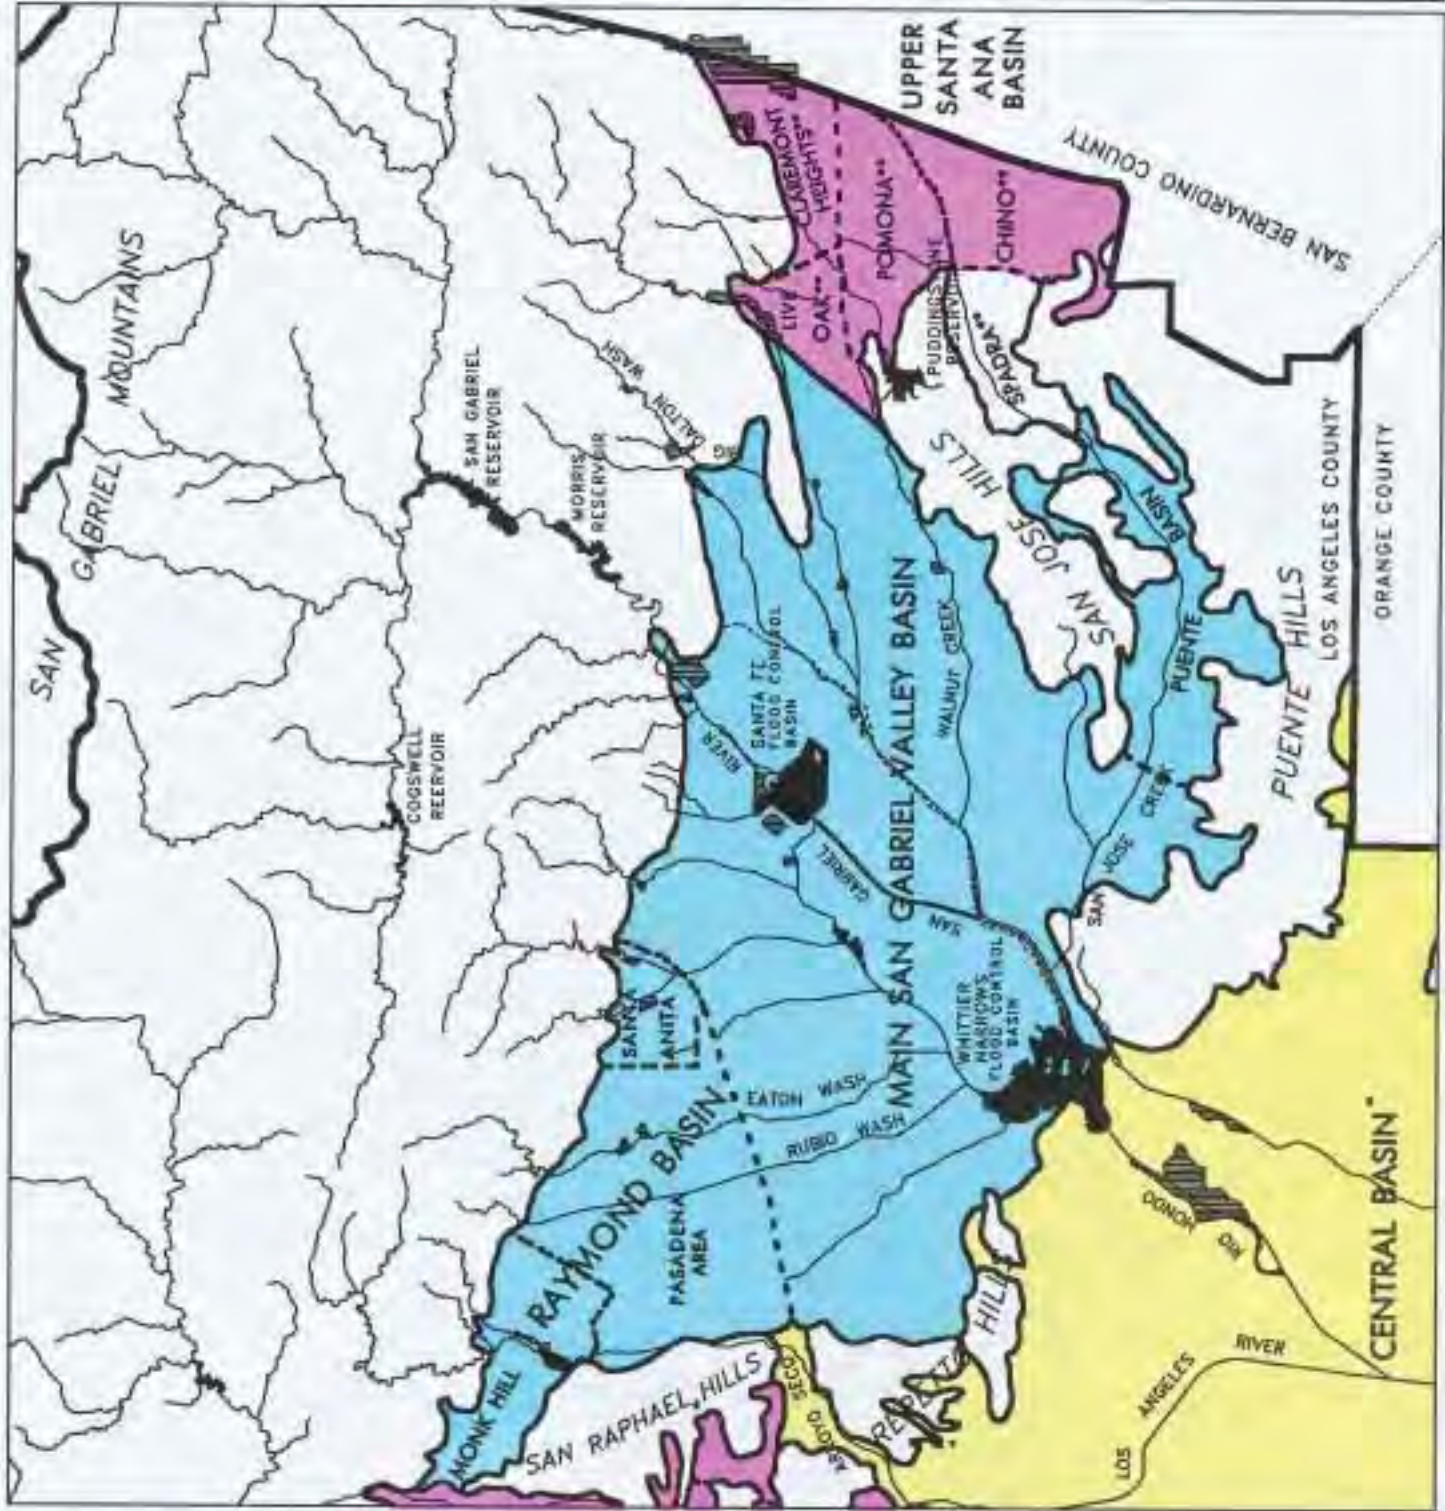 SAN
GABRIEL
MOUNTAINS
COGSWELL
REERVOIR
SAN GABRIEL
RESERVOIR
MORRIS
RESERVOIR
BIG DALTON WASH
MONK HILL
RAYMOND BASIN
PASADENA
AREA
SANTA
ANITA
EATON WASH
RUBIO WASH
SAN RAPHAEL HILLS
ARROYO SECO
HILL
RIVER
SANTA FE
FLOOD CONTROL
BASIN
GABRIEL
SAN
MAIN SAN GABRIEL VALLEY BASIN
WALNUT CREEK
WHITTIER
NARROWS
FLOOD CONTROL
BASIN
SAN JOSE CREEK
PUENTE BASIN
SAN JOSE HILLS
PUENTE HILLS
LIVE
OAK**
CLAREMONT
HEIGHTS**
POMONA**
CHINO**
SPADRA**
PUDDINGSTONE
RESERVOIR
UPPER
SANTA
ANA
BASIN
SAN BERNARDINO COUNTY
LOS ANGELES COUNTY
ORANGE COUNTY
RIO HONDO
LOS ANGELES RIVER
CENTRAL BASIN*